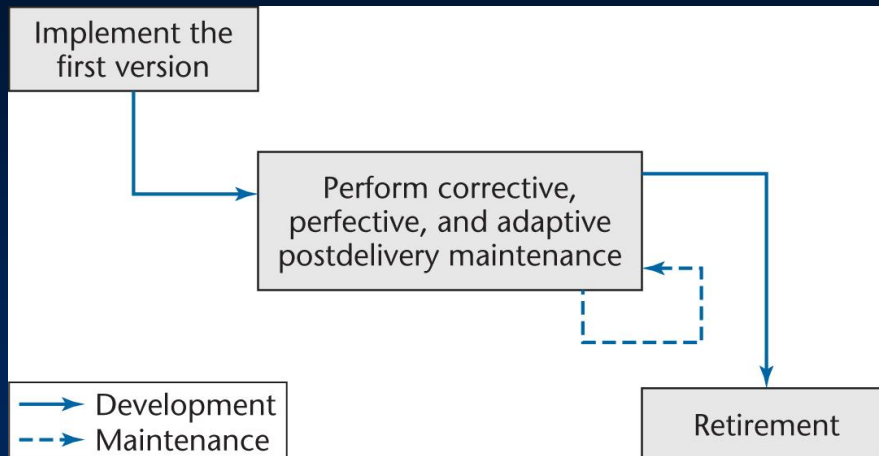 Implement the
first version
Perform corrective,
perfective, and adaptive
postdelivery maintenance
Development
Maintenance
Retirement